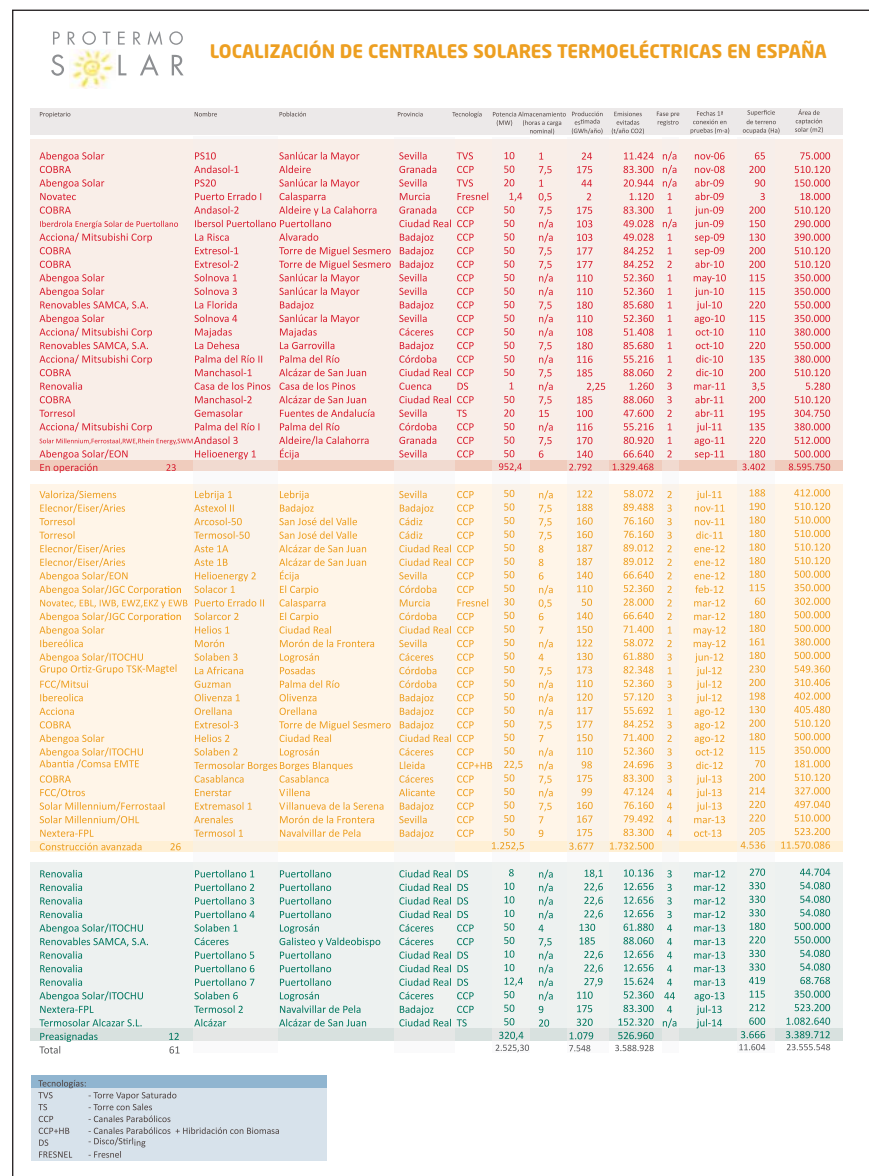 PROTERMO
SOLAR
LOCALIZACIÓN DE CENTRALES SOLARES TERMOELÉCTRICAS EN ESPAÑA
Propietario Nombre Población Provincia Tecnología Potencia (MW) Almacenamiento (horas a carga nominal) Producción estimada (GWh/año) Emisiones evitadas (t/año CO2) Fase pre registro Fechas 1º conexión en pruebas (m-a) Superficie de terreno ocupada (Ha) Área de captación solar (m2)
Abengoa Solar PS10 Sanlúcar la Mayor Sevilla TVS 10 1 24 11.424 n/a nov-06 65 75.000
COBRA Andasol-1 Aldeire Granada CCP 50 7,5 175 83.300 n/a nov-08 200 510.120
Abengoa Solar PS20 Sanlúcar la Mayor Sevilla TVS 20 1 44 20.944 n/a abr-09 90 150.000
Novatec Puerto Errado I Calasparra Murcia Fresnel 1,4 0,5 2 1.120 1 abr-09 3 18.000
COBRA Andasol-2 Aldeire y La Calahorra Granada CCP 50 7,5 175 83.300 1 jun-09 200 510.120
Iberdrola Energía Solar de Puertollano Ibersol Puertollano Puertollano Ciudad Real CCP 50 n/a 103 49.028 n/a jun-09 150 290.000
Acciona/ Mitsubishi Corp La Risca Alvarado Badajoz CCP 50 n/a 103 49.028 1 sep-09 130 390.000
COBRA Extresol-1 Torre de Miguel Sesmero Badajoz CCP 50 7,5 177 84.252 1 sep-09 200 510.120
COBRA Extresol-2 Torre de Miguel Sesmero Badajoz CCP 50 7,5 177 84.252 2 abr-10 200 510.120
Abengoa Solar Solnova 1 Sanlúcar la Mayor Sevilla CCP 50 n/a 110 52.360 1 may-10 115 350.000
Abengoa Solar Solnova 3 Sanlúcar la Mayor Sevilla CCP 50 n/a 110 52.360 1 jun-10 115 350.000
Renovables SAMCA, S.A. La Florida Badajoz Badajoz CCP 50 7,5 180 85.680 1 jul-10 220 550.000
Abengoa Solar Solnova 4 Sanlúcar la Mayor Sevilla CCP 50 n/a 110 52.360 1 ago-10 115 350.000
Acciona/ Mitsubishi Corp Majadas Majadas Cáceres CCP 50 n/a 108 51.408 1 oct-10 110 380.000
Renovables SAMCA, S.A. La Dehesa La Garrovilla Badajoz CCP 50 7,5 180 85.680 1 oct-10 220 550.000
Acciona/ Mitsubishi Corp Palma del Río II Palma del Río Córdoba CCP 50 n/a 116 55.216 1 dic-10 135 380.000
COBRA Manchasol-1 Alcázar de San Juan Ciudad Real CCP 50 7,5 185 88.060 2 dic-10 200 510.120
Renovalia Casa de los Pinos Casa de los Pinos Cuenca DS 1 n/a 2,25 1.260 3 mar-11 3,5 5.280
COBRA Manchasol-2 Alcázar de San Juan Ciudad Real CCP 50 7,5 185 88.060 3 abr-11 200 510.120
Torresol Gemasolar Fuentes de Andalucía Sevilla TS 20 15 100 47.600 2 abr-11 195 304.750
Acciona/ Mitsubishi Corp Palma del Río I Palma del Río Córdoba CCP 50 n/a 116 55.216 1 jul-11 135 380.000
Solar Millennium,Ferrostaal,RWE,Rhein Energy,SWM Andasol 3 Aldeire/la Calahorra Granada CCP 50 7,5 170 80.920 1 ago-11 220 512.000
Abengoa Solar/EON Helioenergy 1 Écija Sevilla CCP 50 6 140 66.640 2 sep-11 180 500.000
En operación 23 952,4 2.792 1.329.468 3.402 8.595.750
Valoriza/Siemens Lebrija 1 Lebrija Sevilla CCP 50 n/a 122 58.072 2 jul-11 188 412.000
Elecnor/Eiser/Aries Astexol II Badajoz Badajoz CCP 50 7,5 188 89.488 3 nov-11 190 510.120
Torresol Arcosol-50 San José del Valle Cádiz CCP 50 7,5 160 76.160 3 nov-11 180 510.000
Torresol Termosol-50 San José del Valle Cádiz CCP 50 7,5 160 76.160 3 dic-11 180 510.000
Elecnor/Eiser/Aries Aste 1A Alcázar de San Juan Ciudad Real CCP 50 8 187 89.012 2 ene-12 180 510.120
Elecnor/Eiser/Aries Aste 1B Alcázar de San Juan Ciudad Real CCP 50 8 187 89.012 2 ene-12 180 510.120
Abengoa Solar/EON Helioenergy 2 Écija Sevilla CCP 50 6 140 66.640 2 ene-12 180 500.000
Abengoa Solar/JGC Corporation Solacor 1 El Carpio Córdoba CCP 50 n/a 110 52.360 2 feb-12 115 350.000
Novatec, EBL, IWB, EWZ,EKZ y EWB Puerto Errado II Calasparra Murcia Fresnel 30 0,5 50 28.000 2 mar-12 60 302.000
Abengoa Solar/JGC Corporation Solarcor 2 El Carpio Córdoba CCP 50 6 140 66.640 2 mar-12 180 500.000
Abengoa Solar Helios 1 Ciudad Real Ciudad Real CCP 50 7 150 71.400 1 may-12 180 500.000
Ibereólica Morón Morón de la Frontera Sevilla CCP 50 n/a 122 58.072 2 may-12 161 380.000
Abengoa Solar/ITOCHU Solaben 3 Logrosán Cáceres CCP 50 4 130 61.880 3 jun-12 180 500.000
Grupo Ortiz-Grupo TSK-Magtel La Africana Posadas Córdoba CCP 50 7,5 173 82.348 1 jul-12 230 549.360
FCC/Mitsui Guzman Palma del Río Córdoba CCP 50 n/a 110 52.360 3 jul-12 200 310.406
Ibereolica Olivenza 1 Olivenza Badajoz CCP 50 n/a 120 57.120 3 jul-12 198 402.000
Acciona Orellana Orellana Badajoz CCP 50 n/a 117 55.692 1 ago-12 130 405.480
COBRA Extresol-3 Torre de Miguel Sesmero Badajoz CCP 50 7,5 177 84.252 3 ago-12 200 510.120
Abengoa Solar Helios 2 Ciudad Real Ciudad Real CCP 50 7 150 71.400 2 ago-12 180 500.000
Abengoa Solar/ITOCHU Solaben 2 Logrosán Cáceres CCP 50 n/a 110 52.360 3 oct-12 115 350.000
Abantia /Comsa EMTE Termosolar Borges Borges Blanques Lleida CCP+HB 22,5 n/a 98 24.696 3 dic-12 70 181.000
COBRA Casablanca Casablanca Cáceres CCP 50 7,5 175 83.300 3 jul-13 200 510.120
FCC/Otros Enerstar Villena Alicante CCP 50 n/a 99 47.124 4 jul-13 214 327.000
Solar Millennium/Ferrostaal Extremasol 1 Villanueva de la Serena Badajoz CCP 50 7,5 160 76.160 4 jul-13 220 497.040
Solar Millennium/OHL Arenales Morón de la Frontera Sevilla CCP 50 7 167 79.492 4 mar-13 220 510.000
Nextera-FPL Termosol 1 Navalvillar de Pela Badajoz CCP 50 9 175 83.300 4 oct-13 205 523.200
Construcción avanzada 26 1.252,5 3.677 1.732.500 4.536 11.570.086
Renovalia Puertollano 1 Puertollano Ciudad Real DS 8 n/a 18,1 10.136 3 mar-12 270 44.704
Renovalia Puertollano 2 Puertollano Ciudad Real DS 10 n/a 22,6 12.656 3 mar-12 330 54.080
Renovalia Puertollano 3 Puertollano Ciudad Real DS 10 n/a 22,6 12.656 3 mar-12 330 54.080
Renovalia Puertollano 4 Puertollano Ciudad Real DS 10 n/a 22,6 12.656 3 mar-12 330 54.080
Abengoa Solar/ITOCHU Solaben 1 Logrosán Cáceres CCP 50 4 130 61.880 4 mar-13 180 500.000
Renovables SAMCA, S.A. Cáceres Galisteo y Valdeobispo Cáceres CCP 50 7,5 185 88.060 4 mar-13 220 550.000
Renovalia Puertollano 5 Puertollano Ciudad Real DS 10 n/a 22,6 12.656 4 mar-13 330 54.080
Renovalia Puertollano 6 Puertollano Ciudad Real DS 10 n/a 22,6 12.656 4 mar-13 330 54.080
Renovalia Puertollano 7 Puertollano Ciudad Real DS 12,4 n/a 27,9 15.624 4 mar-13 419 68.768
Abengoa Solar/ITOCHU Solaben 6 Logrosán Cáceres CCP 50 n/a 110 52.360 44 ago-13 115 350.000
Nextera-FPL Termosol 2 Navalvillar de Pela Badajoz CCP 50 9 175 83.300 4 jul-13 212 523.200
Termosolar Alcazar S.L. Alcázar Alcázar de San Juan Ciudad Real TS 50 20 320 152.320 n/a jul-14 600 1.082.640
Preasignadas 12 320,4 1.079 526.960 3.666 3.389.712
Total 61 2.525,30 7.548 3.588.928 11.604 23.555.548
Tecnologías:
TVS - Torre Vapor Saturado
TS - Torre con Sales
CCP - Canales Parabólicos
CCP+HB - Canales Parabólicos + Hibridación con Biomasa
DS - Disco/Stirling
FRESNEL - Fresnel